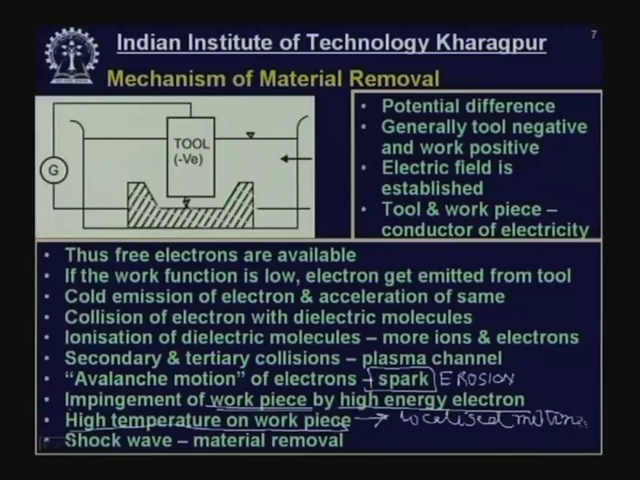 7
Indian Institute of Technology Kharagpur
Mechanism of Material Removal
TOOL
(-Ve)
G
• Potential difference
• Generally tool negative
and work positive
• Electric field is
established
• Tool & work piece –
conductor of electricity
• Thus free electrons are available
• If the work function is low, electron get emitted from tool
• Cold emission of electron & acceleration of same
• Collision of electron with dielectric molecules
• Ionisation of dielectric molecules – more ions & electrons
• Secondary & tertiary collisions – plasma channel
• “Avalanche motion” of electrons – spark EROSION
• Impingement of work piece by high energy electron
• High temperature on work piece → localised melting
• Shock wave – material removal